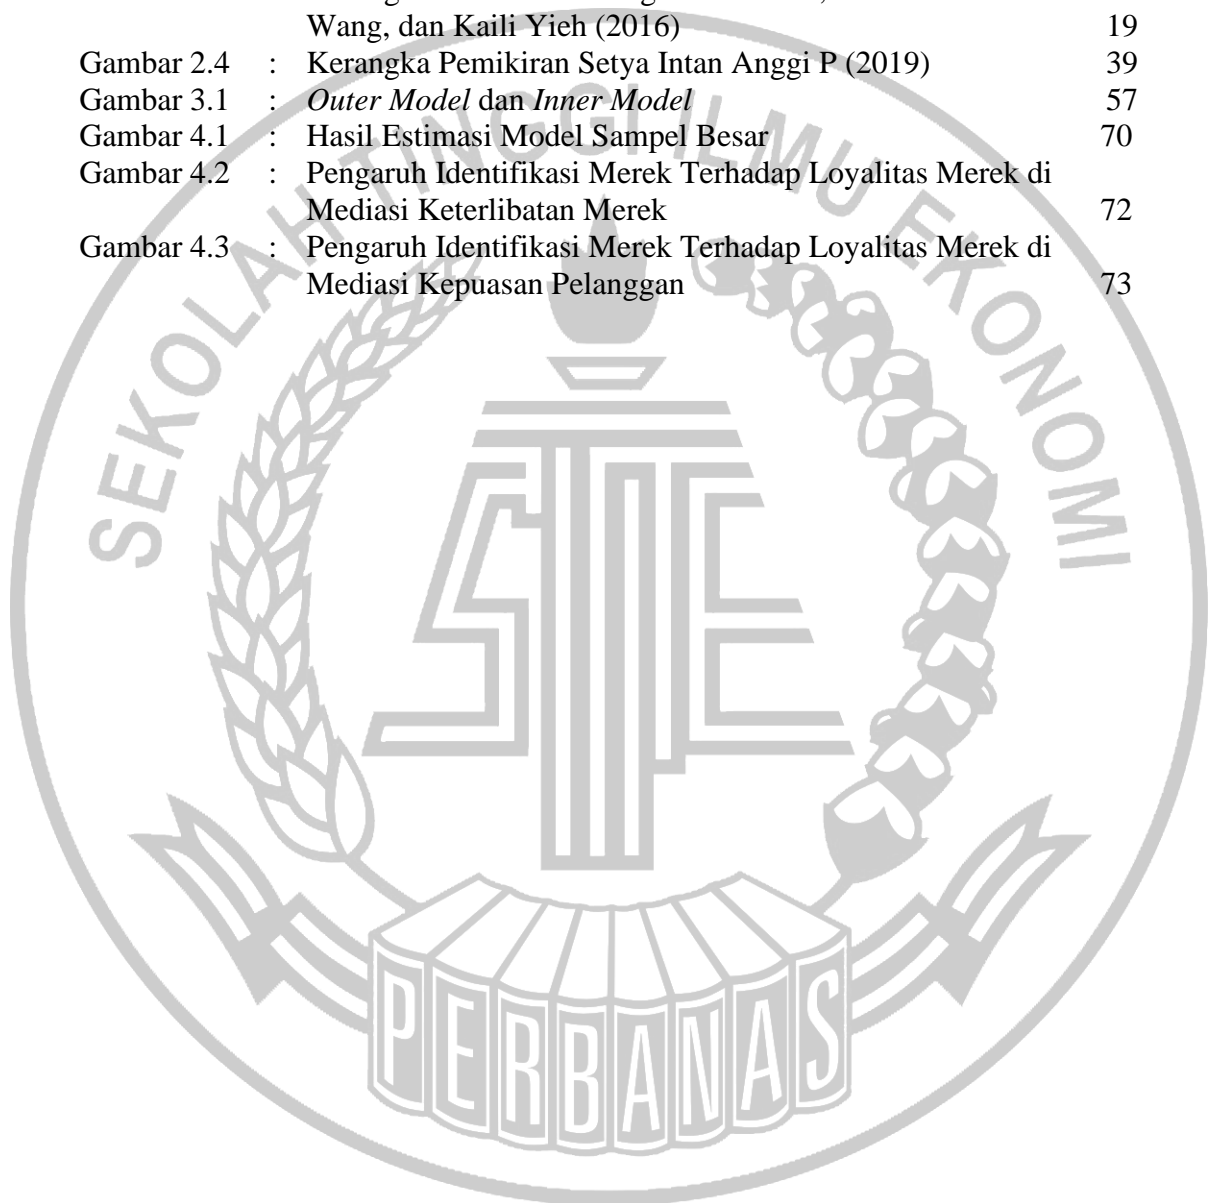 Wang, dan Kaili Yieh (2016) 19
Gambar 2.4 : Kerangka Pemikiran Setya Intan Anggi P (2019) 39
Gambar 3.1 : Outer Model dan Inner Model 57
Gambar 4.1 : Hasil Estimasi Model Sampel Besar 70
Gambar 4.2 : Pengaruh Identifikasi Merek Terhadap Loyalitas Merek di
Mediasi Keterlibatan Merek 72
Gambar 4.3 : Pengaruh Identifikasi Merek Terhadap Loyalitas Merek di
Mediasi Kepuasan Pelanggan 73
SEKOLAH TINGGI ILMU EKONOMI
STIE
PERBANAS